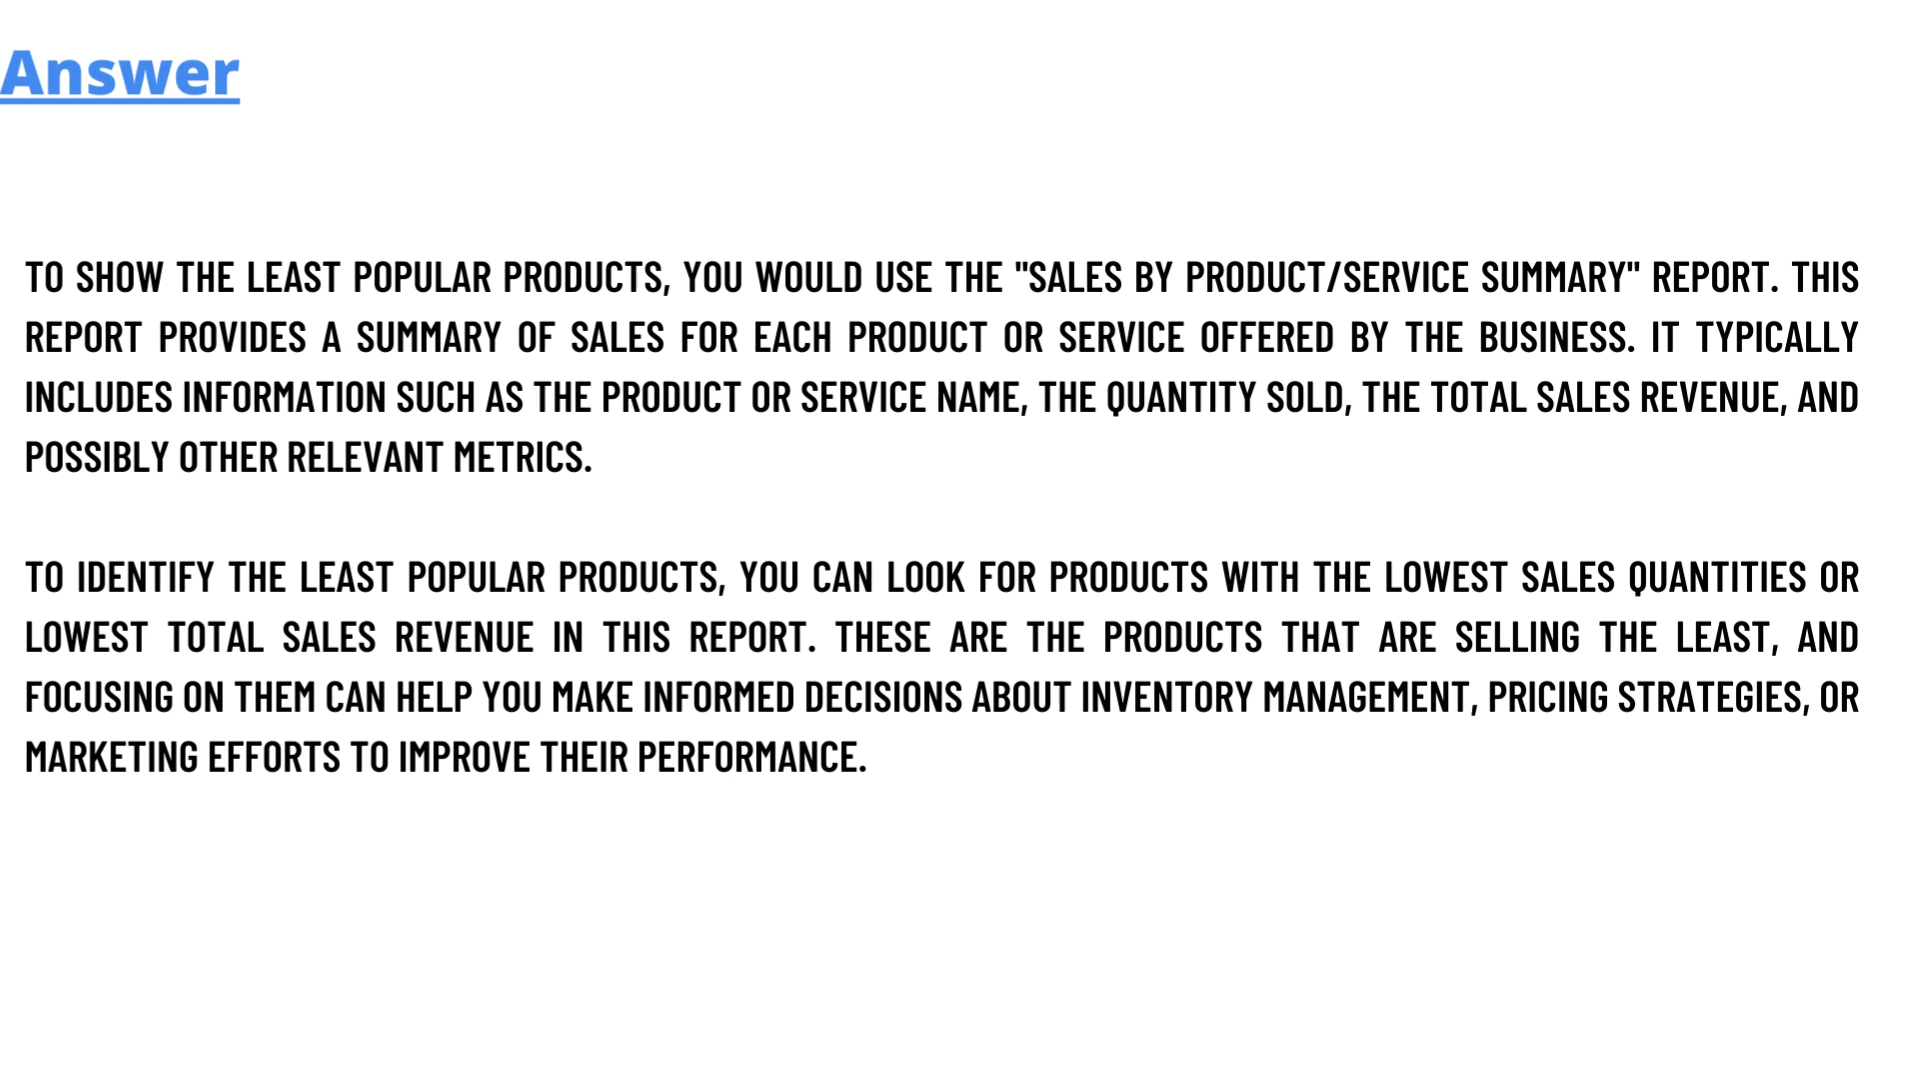 Answer
TO SHOW THE LEAST POPULAR PRODUCTS, YOU WOULD USE THE "SALES BY PRODUCT/SERVICE SUMMARY" REPORT. THIS
REPORT PROVIDES A SUMMARY OF SALES FOR EACH PRODUCT OR SERVICE OFFERED BY THE BUSINESS. IT TYPICALLY
INCLUDES INFORMATION SUCH AS THE PRODUCT OR SERVICE NAME, THE QUANTITY SOLD, THE TOTAL SALES REVENUE, AND
POSSIBLY OTHER RELEVANT METRICS.
TO IDENTIFY THE LEAST POPULAR PRODUCTS, YOU CAN LOOK FOR PRODUCTS WITH THE LOWEST SALES QUANTITIES OR
LOWEST TOTAL SALES REVENUE IN THIS REPORT. THESE ARE THE PRODUCTS THAT ARE SELLING THE LEAST, AND
FOCUSING ON THEM CAN HELP YOU MAKE INFORMED DECISIONS ABOUT INVENTORY MANAGEMENT, PRICING STRATEGIES, OR
MARKETING EFFORTS TO IMPROVE THEIR PERFORMANCE.